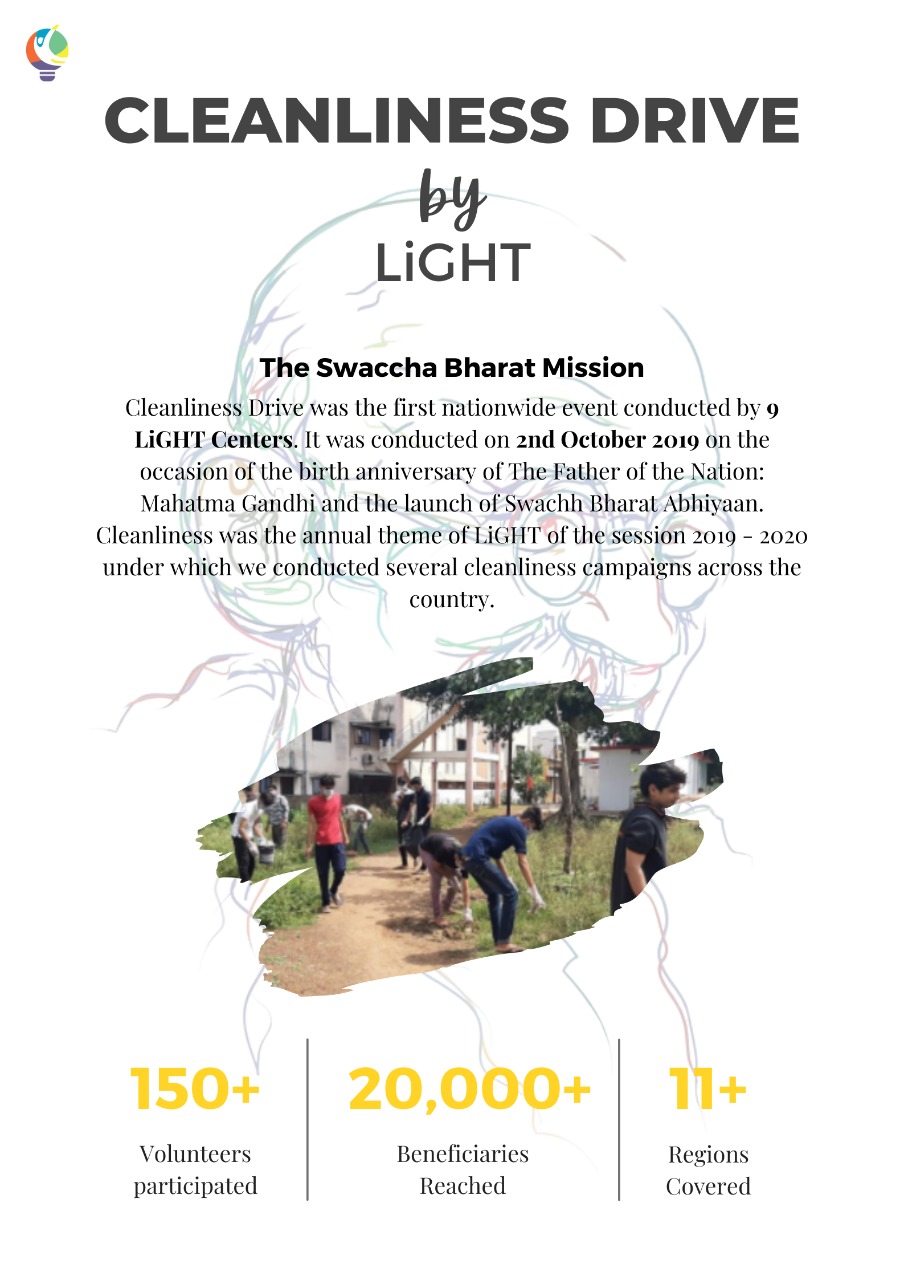 CLEANLINESS DRIVE
by
LiGHT
The Swaccha Bharat Mission
Cleanliness Drive was the first nationwide event conducted by 9
LiGHT Centers. It was conducted on 2nd October 2019 on the
occasion of the birth anniversary of The Father of the Nation:
Mahatma Gandhi and the launch of Swachh Bharat Abhiyaan.
Cleanliness was the annual theme of LiGHT of the session 2019 - 2020
under which we conducted several cleanliness campaigns across the
country.
150+
Volunteers
participated
20,000+
Beneficiaries
Reached
11+
Regions
Covered